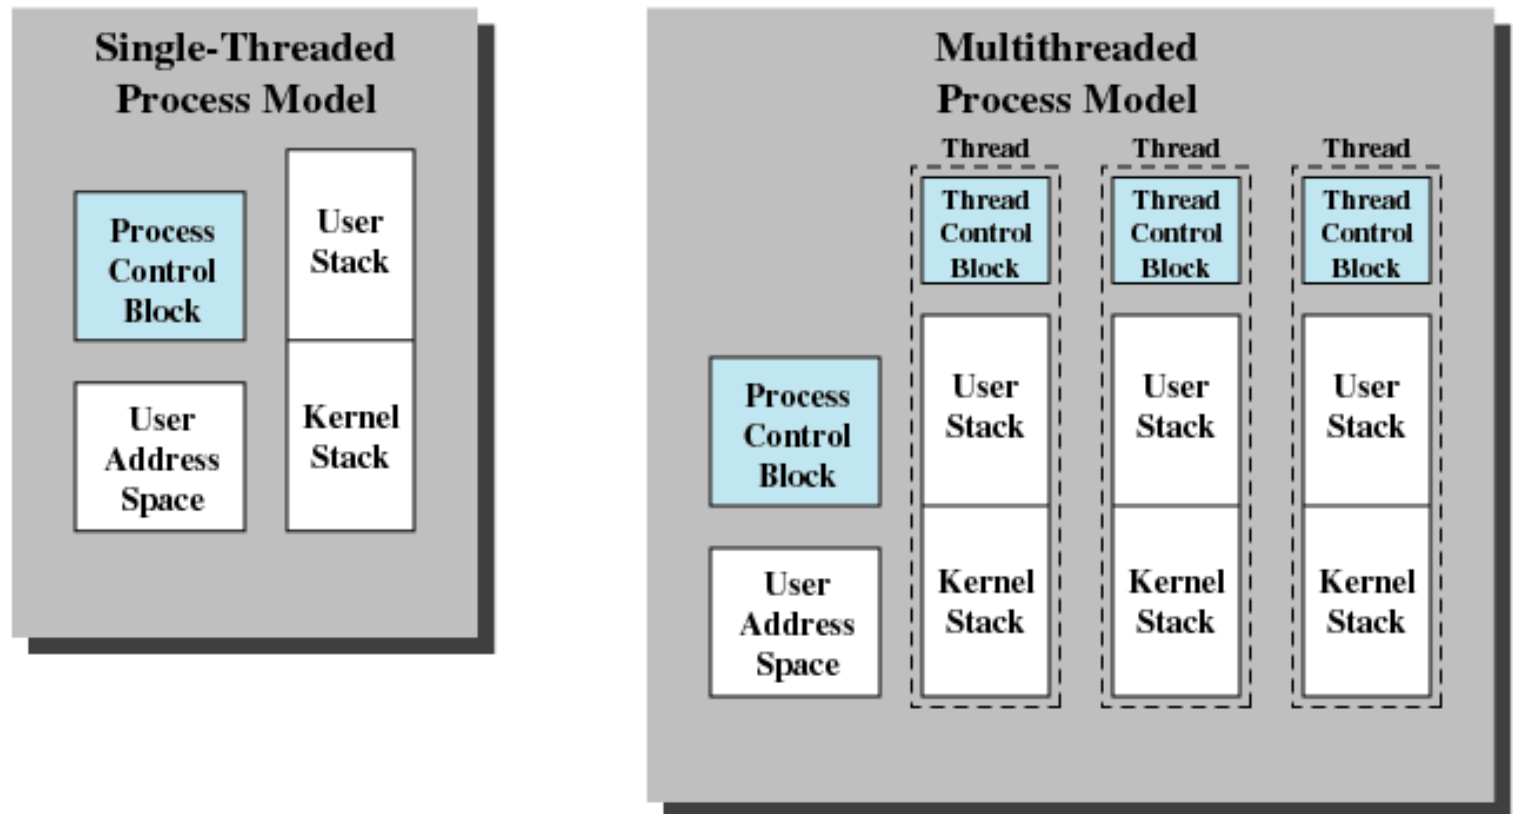 Single-Threaded
Process Model
Process
Control
Block
User
Stack
User
Address
Space
Kernel
Stack
Multithreaded
Process Model
Process
Control
Block
User
Address
Space
Thread
Thread
Control
Block
User
Stack
Kernel
Stack
Thread
Thread
Control
Block
User
Stack
Kernel
Stack
Thread
Thread
Control
Block
User
Stack
Kernel
Stack